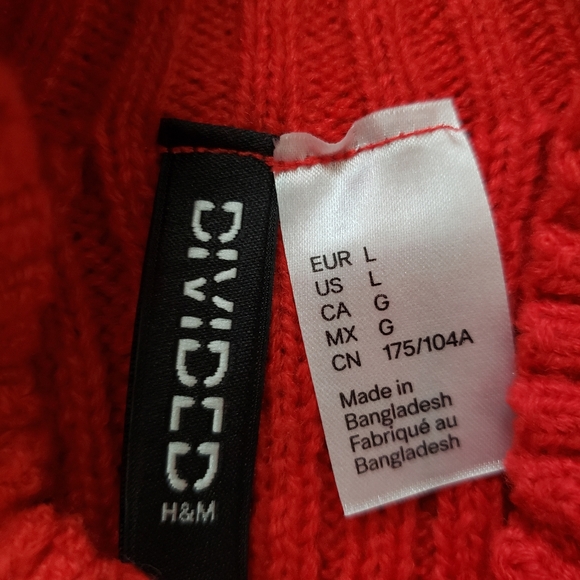 DIVIDED
H&M
EUR L
US L
CA G
MX G
CN 175/104A
Made in
Bangladesh
Fabriqué au
Bangladesh